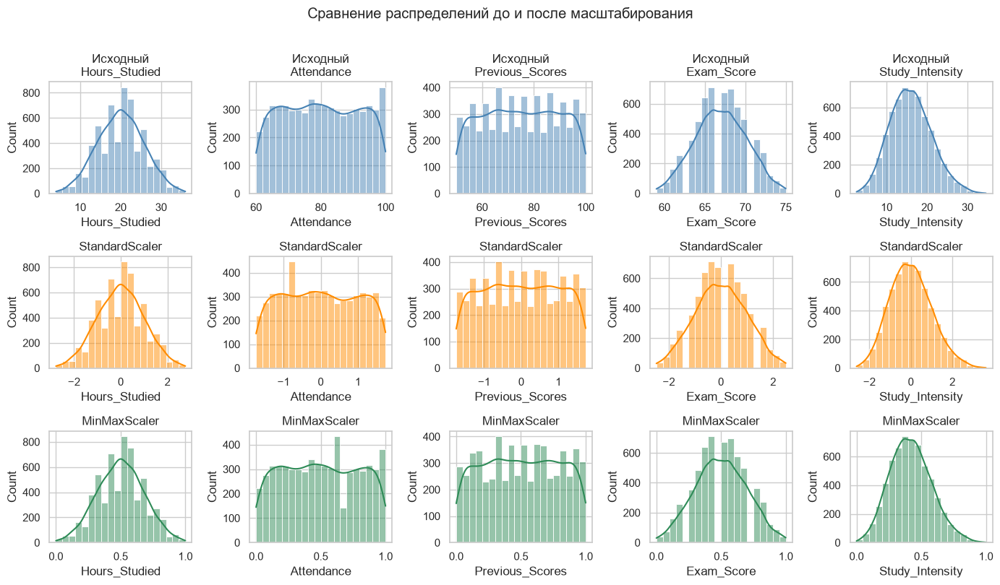 Сравнение распределений до и после масштабирования
Исходный
Hours_Studied
Исходный
Attendance
Исходный
Previous_Scores
Исходный
Exam_Score
Исходный
Study_Intensity
Count
800
600
400
200
0
10
20
30
Hours_Studied
Count
300
200
100
0
60
80
100
Attendance
Count
400
300
200
100
0
60
80
100
Previous_Scores
Count
600
400
200
0
60
65
70
75
Exam_Score
Count
600
400
200
0
10
20
30
Study_Intensity
StandardScaler
Count
800
600
400
200
0
−2
0
2
Hours_Studied
StandardScaler
Count
400
300
200
100
0
−1
0
1
Attendance
StandardScaler
Count
400
300
200
100
0
−1
0
1
Previous_Scores
StandardScaler
Count
600
400
200
0
−2
0
2
Exam_Score
StandardScaler
Count
600
400
200
0
−2
0
2
Study_Intensity
MinMaxScaler
Count
800
600
400
200
0
0.0
0.5
1.0
Hours_Studied
MinMaxScaler
Count
400
300
200
100
0
0.0
0.5
1.0
Attendance
MinMaxScaler
Count
400
300
200
100
0
0.0
0.5
1.0
Previous_Scores
MinMaxScaler
Count
600
400
200
0
0.0
0.5
1.0
Exam_Score
MinMaxScaler
Count
600
400
200
0
0.0
0.5
1.0
Study_Intensity